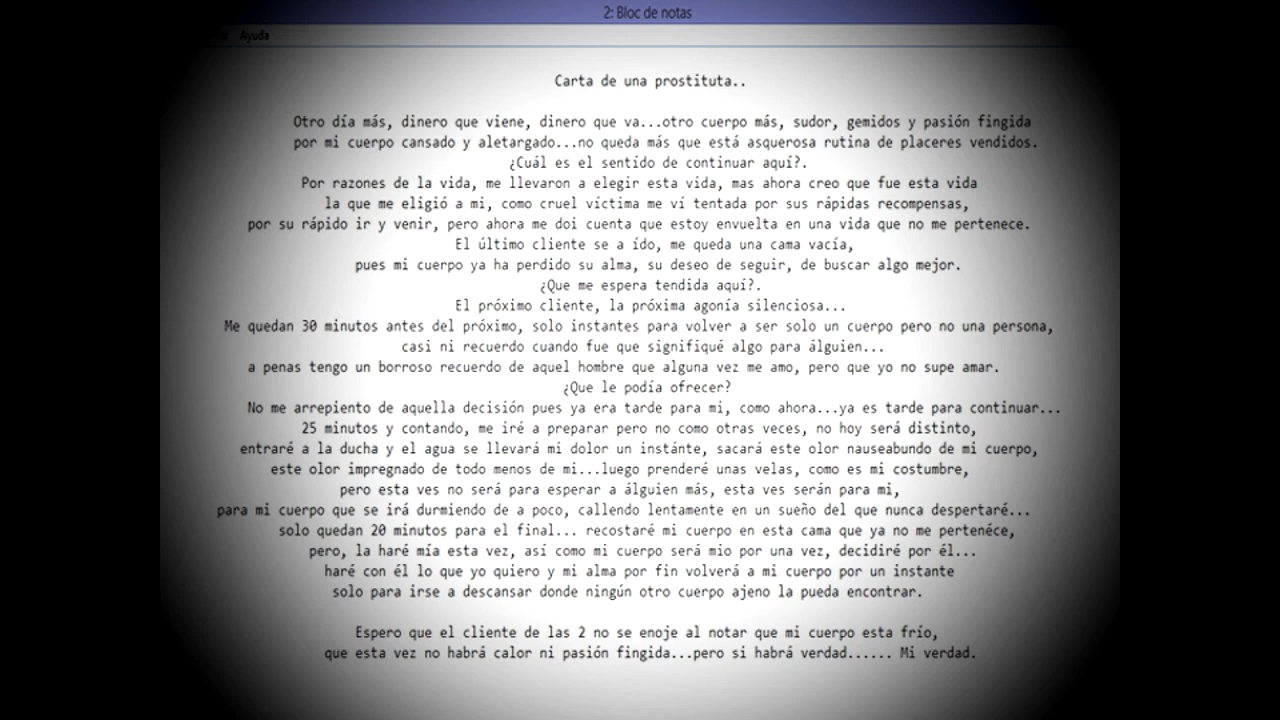 2: Bloc de notas
Ayuda
Carta de una prostituta..
Otro día más, dinero que viene, dinero que va...otro cuerpo más, sudor, gemidos y pasión fingida
por mi cuerpo cansado y aletargado...no queda más que está asquerosa rutina de placeres vendidos.
¿Cuál es el sentído de continuar aquí?.
Por razones de la vida, me llevaron a elegir esta vida, mas ahora creo que fue esta vida
la que me eligió a mi, como cruel victima me ví tentada por sus rápidas recompensas,
por su rápido ir y venir, pero ahora me doi cuenta que estoy envuelta en una vida que no me pertenece.
El último cliente se a ído, me queda una cama vacía,
pues mi cuerpo ya ha perdido su alma, su deseo de seguir, de buscar algo mejor.
¿Que me espera tendida aquí?.
El próximo cliente, la próxima agonía silenciosa...
Me quedan 30 minutos antes del próximo, solo instantes para volver a ser solo un cuerpo pero no una persona,
casi ni recuerdo cuando fue que signifiqué algo para álguien...
a penas tengo un borroso recuerdo de aquel hombre que alguna vez me amo, pero que yo no supe amar.
¿Que le podía ofrecer?
No me arrepiento de aquella decisión pues ya era tarde para mi, como ahora...ya es tarde para continuar...
25 minutos y contando, me iré a preparar pero no como otras veces, no hoy será distinto,
entraré a la ducha y el agua se llevará mi dolor un instánte, sacará este olor nauseabundo de mi cuerpo,
este olor impregnado de todo menos de mi...luego prenderé unas velas, como es mi costumbre,
pero esta ves no será para esperar a álguien más, esta ves serán para mi,
para mi cuerpo que se irá durmiendo de a poco, callendo lentamente en un sueño del que nunca despertaré...
solo quedan 20 minutos para el final... recostaré mi cuerpo en esta cama que ya no me pertenéce,
pero, la haré mía esta vez, así como mi cuerpo será mio por una vez, decidiré por él...
haré con él lo que yo quiero y mi alma por fin volverá a mi cuerpo por un instante
solo para irse a descansar donde ningún otro cuerpo ajeno la pueda encontrar.
Espero que el cliente de las 2 no se enoje al notar que mi cuerpo esta frío,
que esta vez no habrá calor ni pasión fingida...pero si habrá verdad...... Mi verdad.